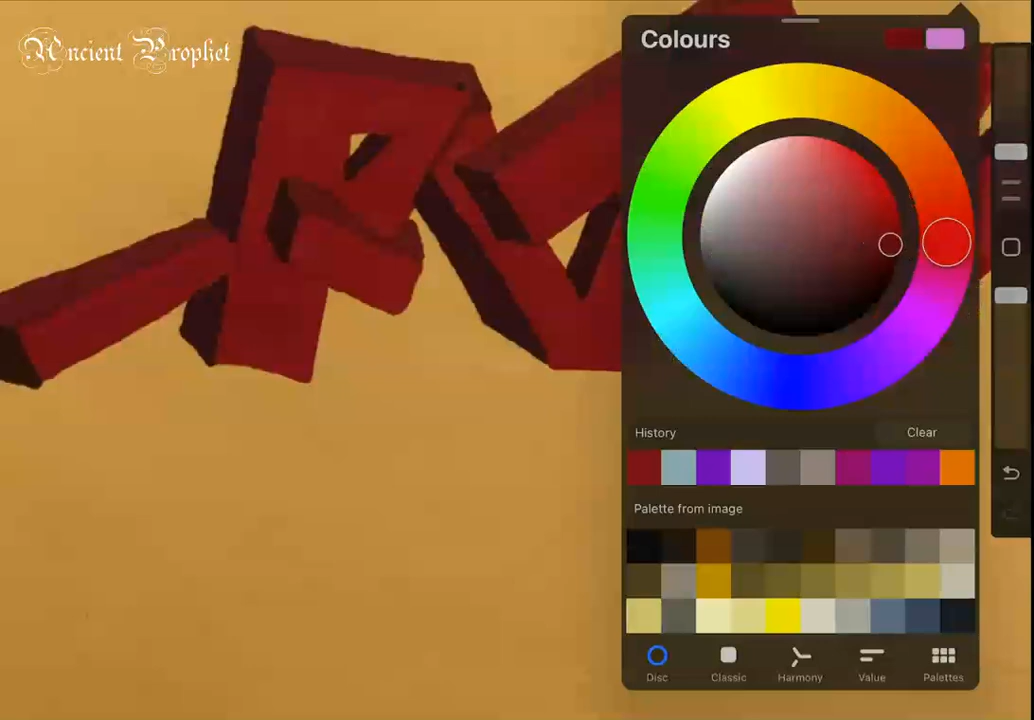 Ancient Prophet
Colours
History
Clear
Palette from image
Disc
Classic
Harmony
Value
Palettes